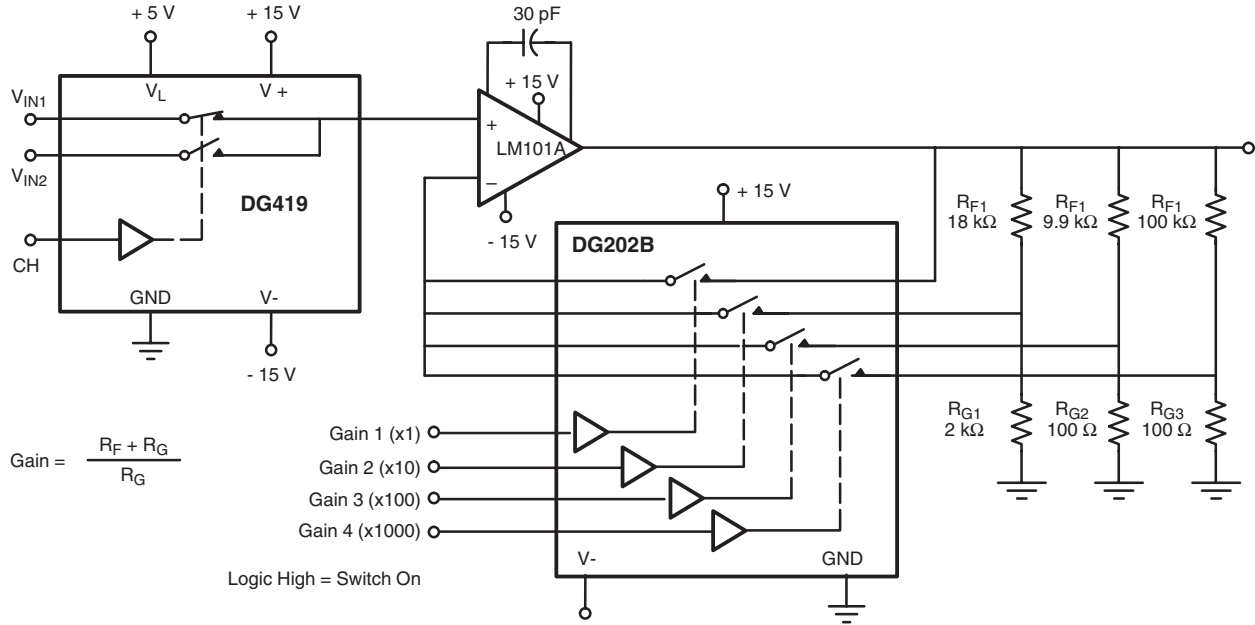 + 5 V
+ 15 V
30 pF
V_L
V +
+ 15 V
V_IN1
+
LM101A
V_IN2
–
DG419
+ 15 V
R_F1
18 kΩ
R_F1
9.9 kΩ
R_F1
100 kΩ
- 15 V
DG202B
CH
GND
V-
- 15 V
R_G1
2 kΩ
R_G2
100 Ω
R_G3
100 Ω
Gain = R_F + R_G
R_G
Gain 1 (x1)
Gain 2 (x10)
Gain 3 (x100)
Gain 4 (x1000)
V-
GND
Logic High = Switch On